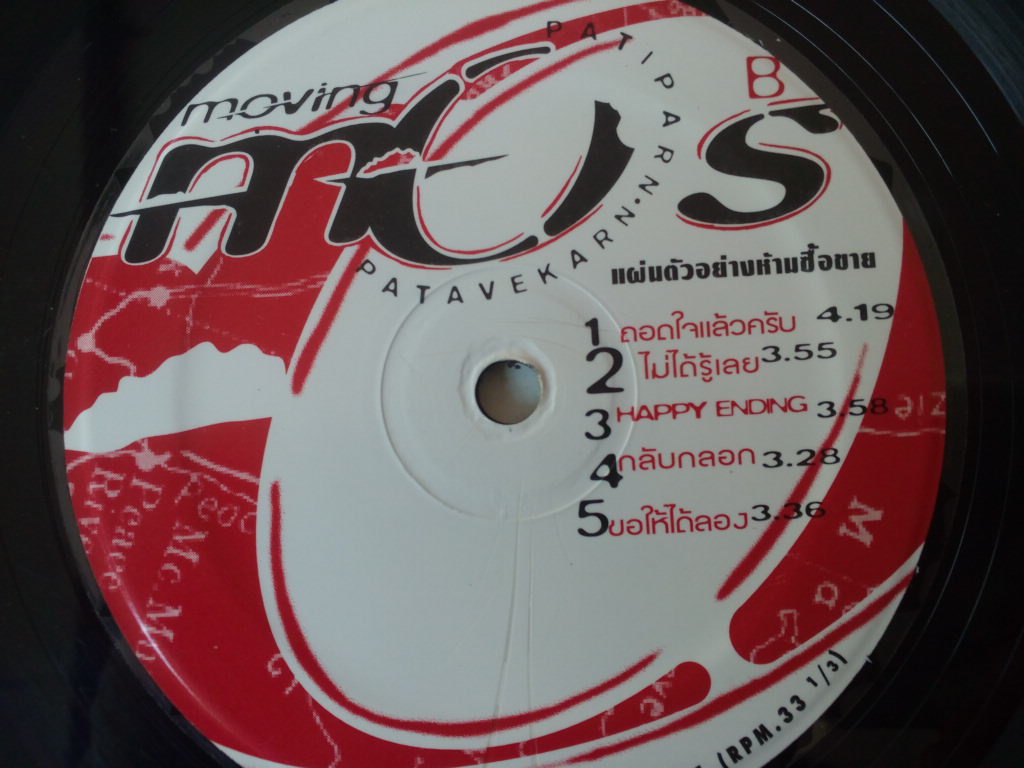 moving
mos
PATIPARN • PATAVEKARN
B
แผ่นตัวอย่างห้ามซื้อขาย
1 ถอดใจแล้วครับ 4.19
2 ไม่ได้รู้เลย 3.55
3 HAPPY ENDING 3.58
4 กลับกลอก 3.28
5 ขอให้ได้ลอง 3.36
(RPM.33 1/3)